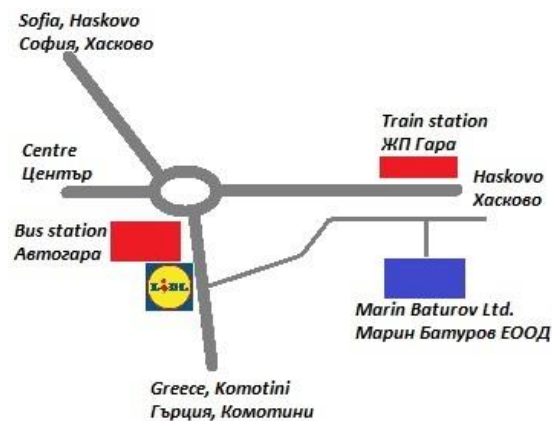 Sofia, Haskovo
София, Хасково
Centre
Център
Train station
ЖП Гара
Haskovo
Хасково
Bus station
Автогара
LIDL
Marin Baturov Ltd.
Марин Батуров ЕООД
Greece, Komotini
Гърция, Комотини